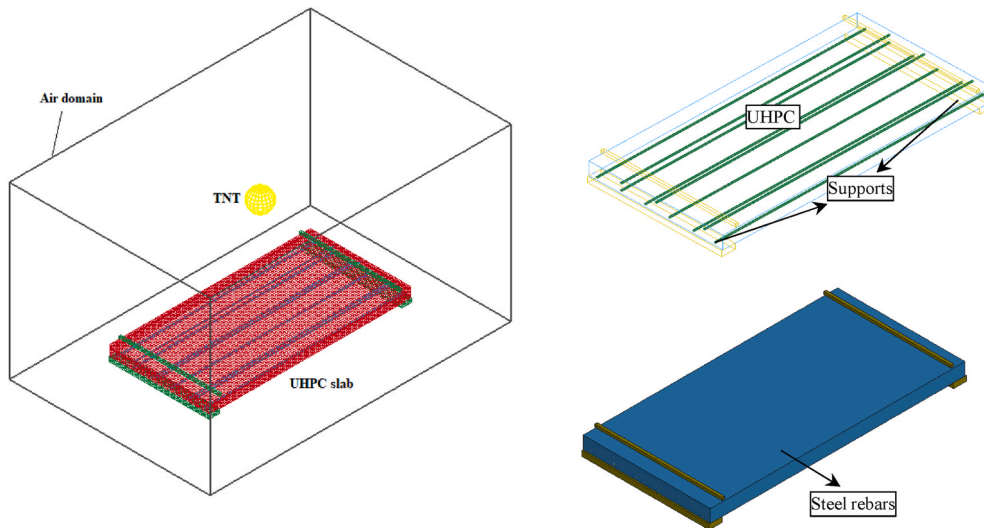 Air domain
TNT
UHPC slab
UHPC
Supports
Steel rebars